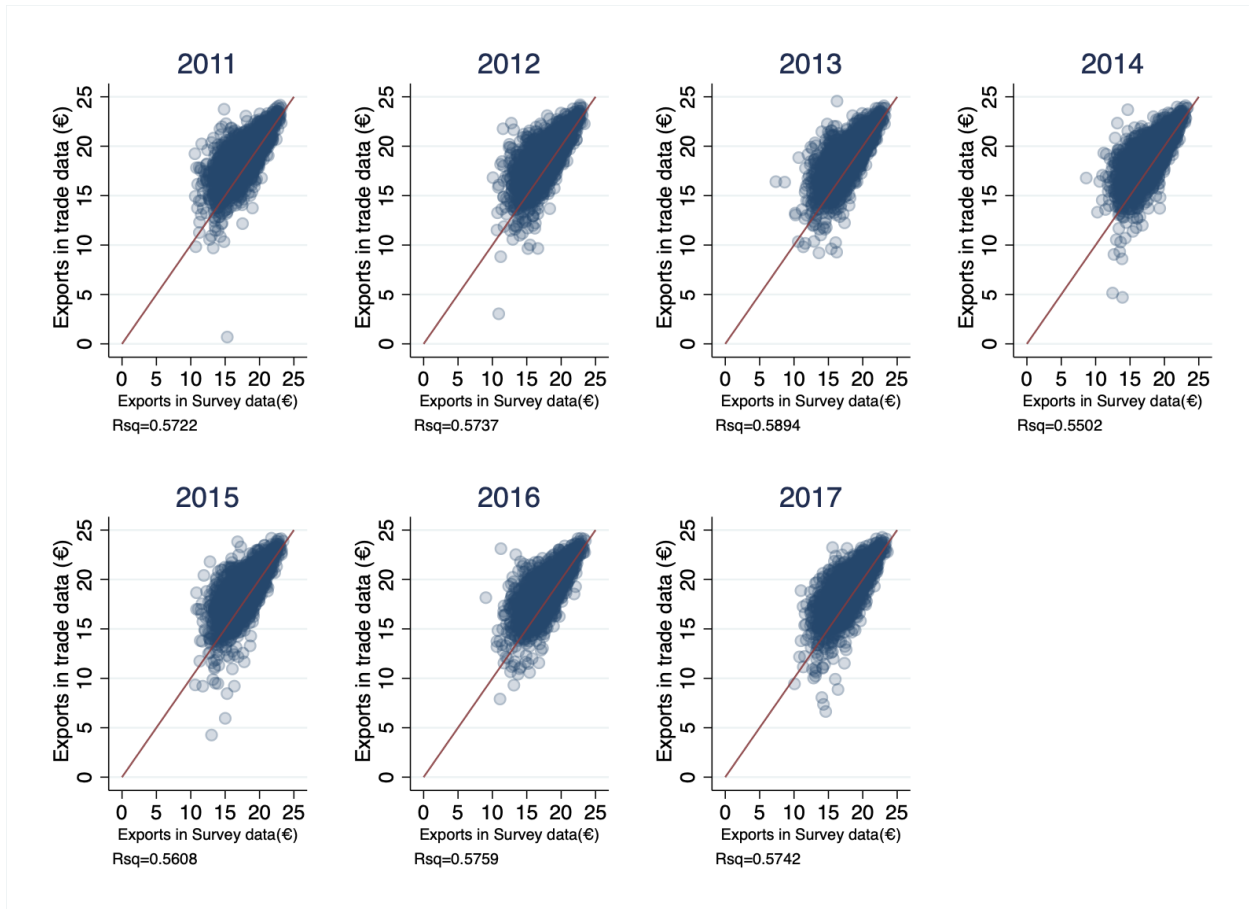 2011
2012
2013
2014
Exports in trade data (€)
25
20
15
10
5
0
0 5 10 15 20 25
Exports in Survey data(€)
Rsq=0.5722
Exports in trade data (€)
25
20
15
10
5
0
0 5 10 15 20 25
Exports in Survey data(€)
Rsq=0.5737
Exports in trade data (€)
25
20
15
10
5
0
0 5 10 15 20 25
Exports in Survey data(€)
Rsq=0.5894
Exports in trade data (€)
25
20
15
10
5
0
0 5 10 15 20 25
Exports in Survey data(€)
Rsq=0.5502
2015
2016
2017
Exports in trade data (€)
25
20
15
10
5
0
0 5 10 15 20 25
Exports in Survey data(€)
Rsq=0.5608
Exports in trade data (€)
25
20
15
10
5
0
0 5 10 15 20 25
Exports in Survey data(€)
Rsq=0.5759
Exports in trade data (€)
25
20
15
10
5
0
0 5 10 15 20 25
Exports in Survey data(€)
Rsq=0.5742